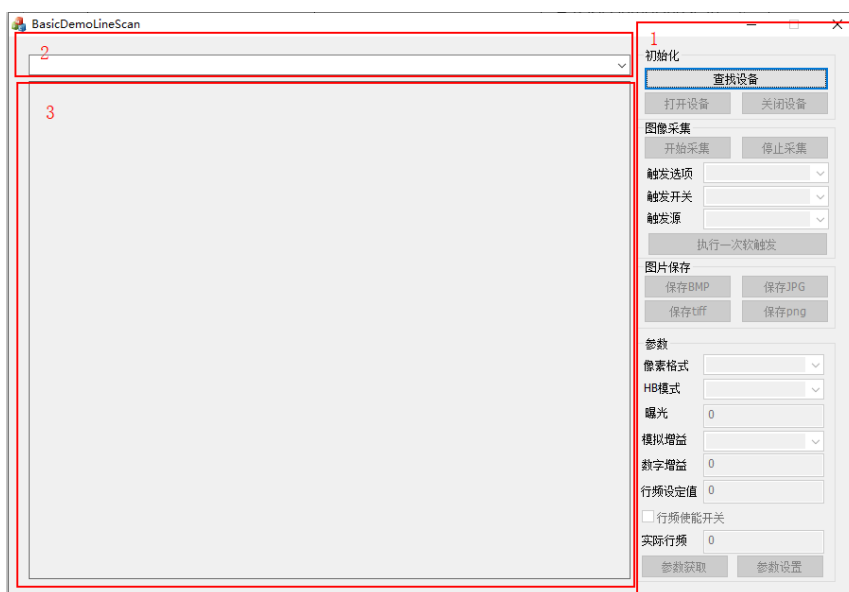 BasicDemoLineScan
1
2
3
初始化
查找设备
打开设备 关闭设备
图像采集
开始采集 停止采集
触发选项
触发开关
触发源
执行一次软触发
图片保存
保存BMP 保存JPG
保存tiff 保存png
参数
像素格式
HB模式
曝光 0
模拟增益
数字增益 0
行频设定值 0
行频使能开关
实际行频 0
参数获取 参数设置